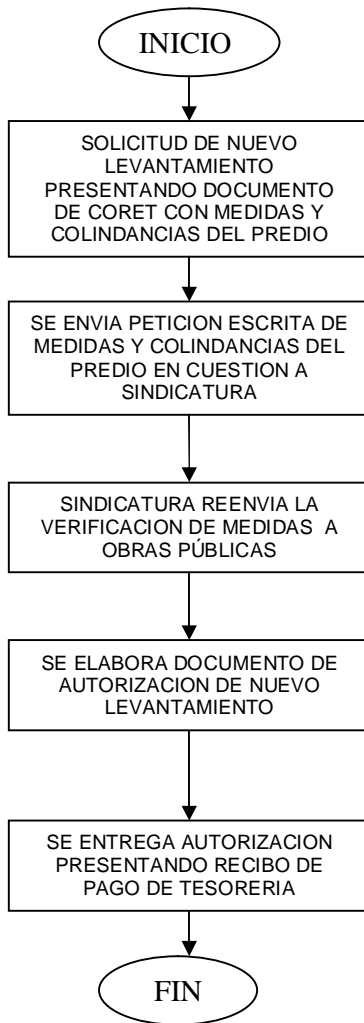 INICIO
SOLICITUD DE NUEVO
LEVANTAMIENTO
PRESENTANDO DOCUMENTO
DE CORET CON MEDIDAS Y
COLINDANCIAS DEL PREDIO
SE ENVIA PETICION ESCRITA DE
MEDIDAS Y COLINDANCIAS DEL
PREDIO EN CUESTION A
SINDICATURA
SINDICATURA REENVIA LA
VERIFICACION DE MEDIDAS A
OBRAS PÚBLICAS
SE ELABORA DOCUMENTO DE
AUTORIZACION DE NUEVO
LEVANTAMIENTO
SE ENTREGA AUTORIZACION
PRESENTANDO RECIBO DE
PAGO DE TESORERIA
FIN